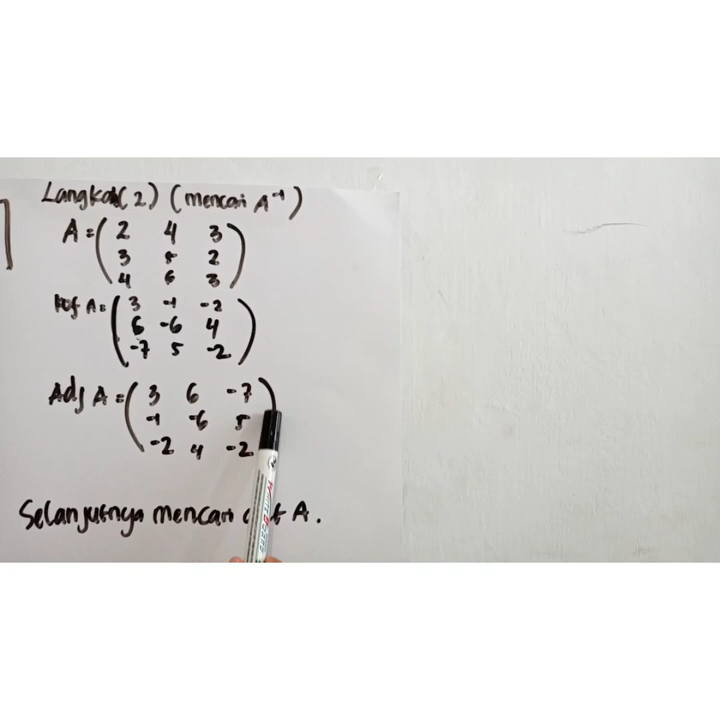 Langkah (2) (mencari A⁻¹)
A = ( 2 4 3
3 5 2
4 6 3 )
kof A = ( 3 -1 -2
6 -6 4
-7 5 -2 )
Adj A = ( 3 6 -7 )
-1 -6 5
-2 4 -2
Selanjutnya mencari A.